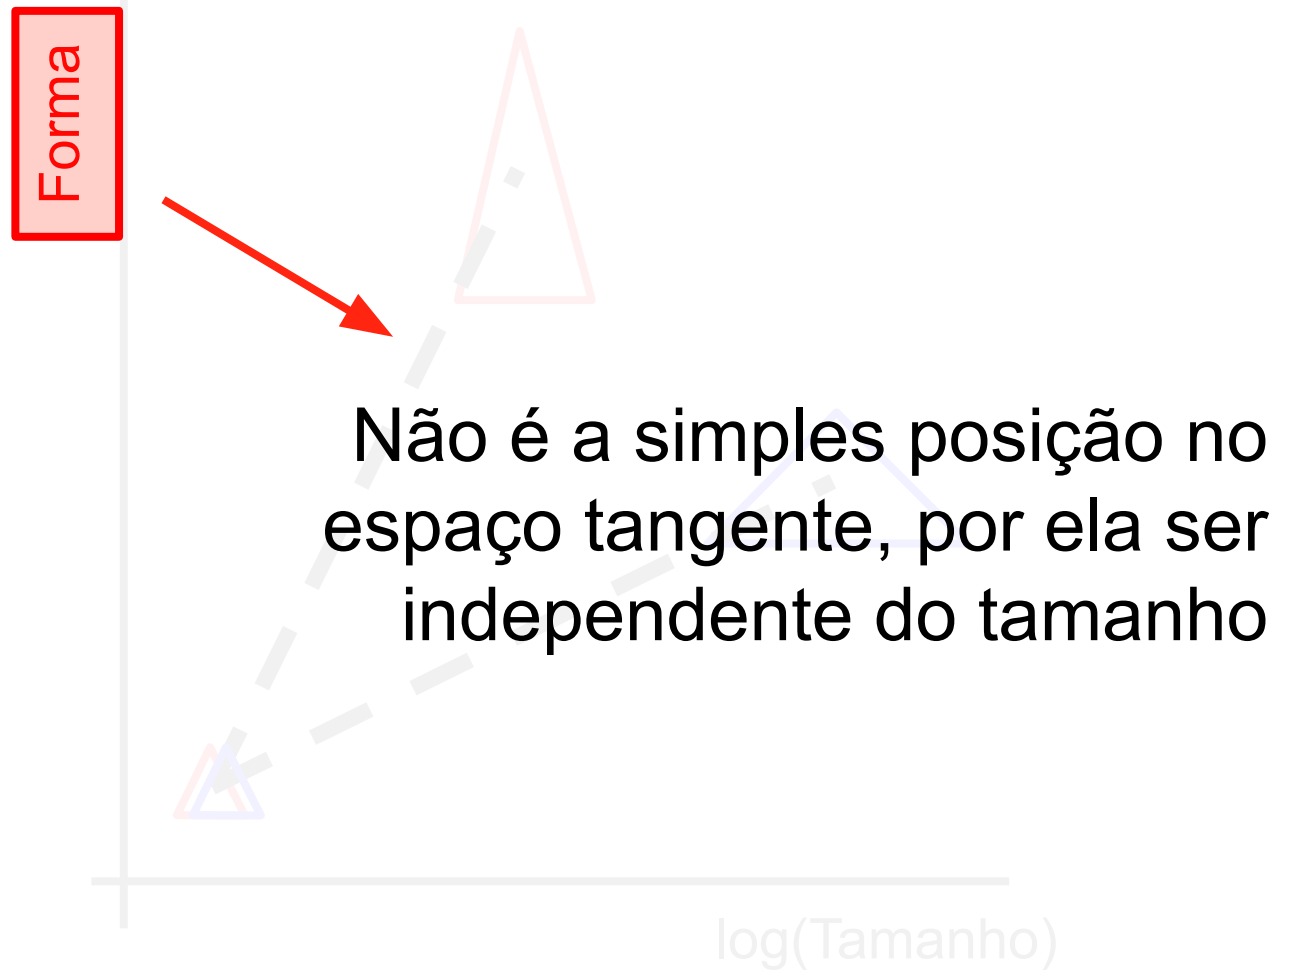 Forma
Não é a simples posição no
espaço tangente, por ela ser
independente do tamanho
log(Tamanho)